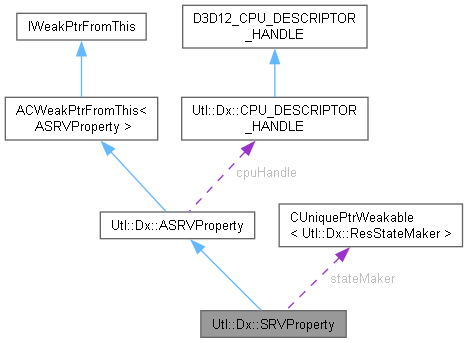 IWeakPtrFromThis
D3D12_CPU_DESCRIPTOR
_HANDLE
ACWeakPtrFromThis<
ASRVProperty >
Utl::Dx::CPU_DESCRIPTOR
_HANDLE
cpuHandle
Utl::Dx::ASRVProperty
CUniquePtrWeakable
< Utl::Dx::ResStateMaker >
stateMaker
Utl::Dx::SRVProperty